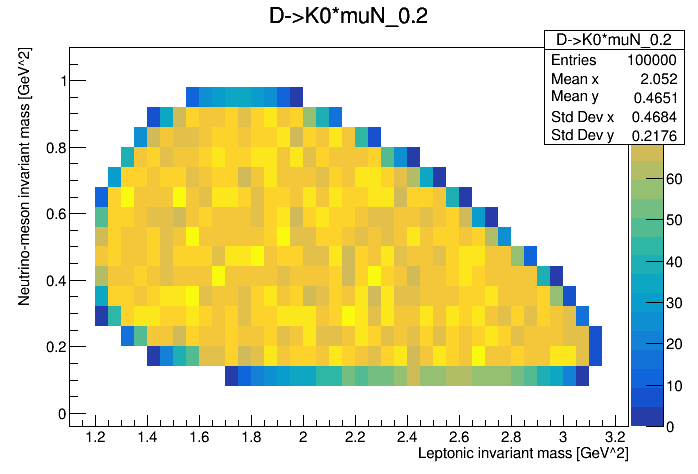 D->K0*muN_0.2
D->K0*muN_0.2
Entries 100000
Mean x 2.052
Mean y 0.4651
Std Dev x 0.4684
Std Dev y 0.2176
Neutrino-meson invariant mass [GeV^2]
1
0.8
0.6
0.4
0.2
0
60
50
40
30
20
10
0
1.2 1.4 1.6 1.8 2 2.2 2.4 2.6 2.8 3 3.2
Leptonic invariant mass [GeV^2]